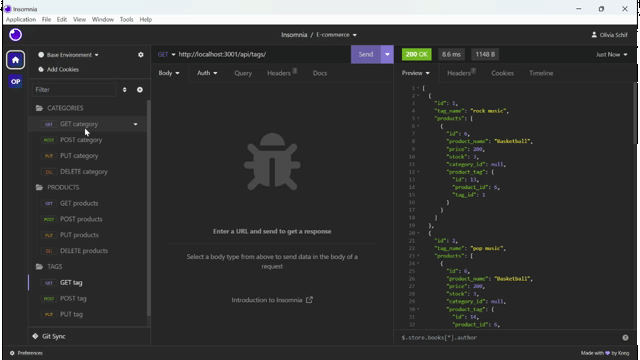 Insomnia
Application File Edit View Window Tools Help
Insomnia / E-commerce
Olivia Schif
Base Environment
Add Cookies
GET http://localhost:3001/api/tags/
Send
200 OK 8.6 ms 1148 B Just Now
OP
Body Auth Query Headers Docs
Preview Headers Cookies Timeline
Filter
CATEGORIES
GET GET category
POST POST category
PUT PUT category
DEL DELETE category
PRODUCTS
GET GET products
POST POST products
PUT PUT products
DEL DELETE products
TAGS
GET GET tag
POST POST tag
PUT PUT tag
Git Sync
Enter a URL and send to get a response
Select a body type from above to send data in the body of a
request
Introduction to Insomnia
1 [
2 {
3 "id": 1,
4 "tag_name": "rock music",
5 "products": [
6 {
7 "id": 6,
8 "product_name": "Basketball",
9 "price": 200,
10 "stock": 3,
11 "category_id": null,
12 "product_tag": {
13 "id": 13,
14 "product_id": 6,
15 "tag_id": 1
16 }
17 }
18 ]
19 },
20 {
21 "id": 2,
22 "tag_name": "pop music",
23 "products": [
24 {
25 "id": 6,
26 "product_name": "Basketball",
27 "price": 200,
28 "stock": 3,
29 "category_id": null,
30 "product_tag": {
31 "id": 14,
32 "product_id": 6,
$.store.books[*].author
Preferences
Made with 💜 by Kong